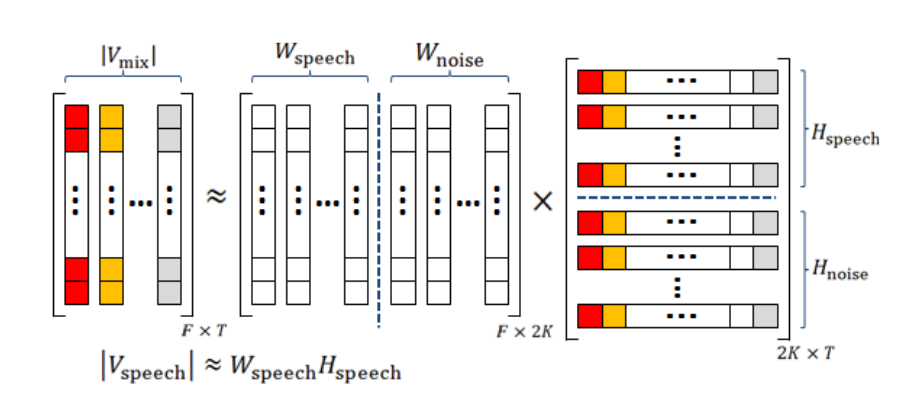 |V_mix| W_speech W_noise
≈ × H_speech
H_noise
F × T F × 2K 2K × T
|V_speech| ≈ W_speech H_speech